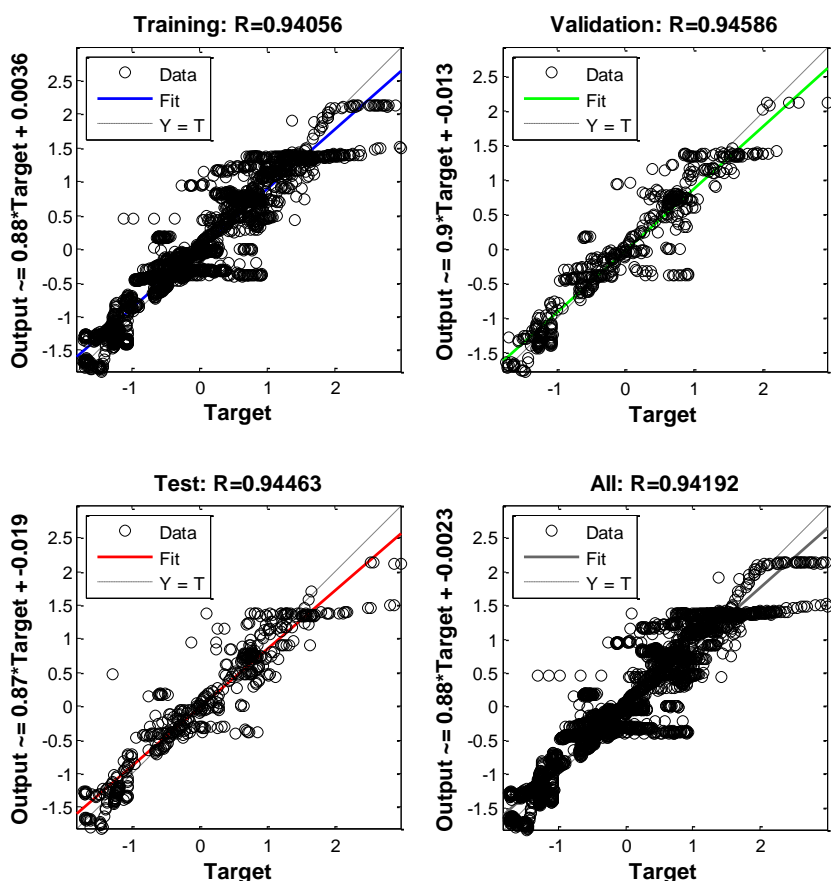 Training: R=0.94056
Output ~= 0.88*Target + 0.0036
2.5
2
1.5
1
0.5
0
-0.5
-1
-1.5
Data
Fit
Y = T
-1
0
1
2
Target
Validation: R=0.94586
Output ~= 0.9*Target + -0.013
2.5
2
1.5
1
0.5
0
-0.5
-1
-1.5
Data
Fit
Y = T
-1
0
1
2
Target
Test: R=0.94463
Output ~= 0.87*Target + -0.019
2.5
2
1.5
1
0.5
0
-0.5
-1
-1.5
Data
Fit
Y = T
-1
0
1
2
Target
All: R=0.94192
Output ~= 0.88*Target + -0.0023
2.5
2
1.5
1
0.5
0
-0.5
-1
-1.5
Data
Fit
Y = T
-1
0
1
2
Target